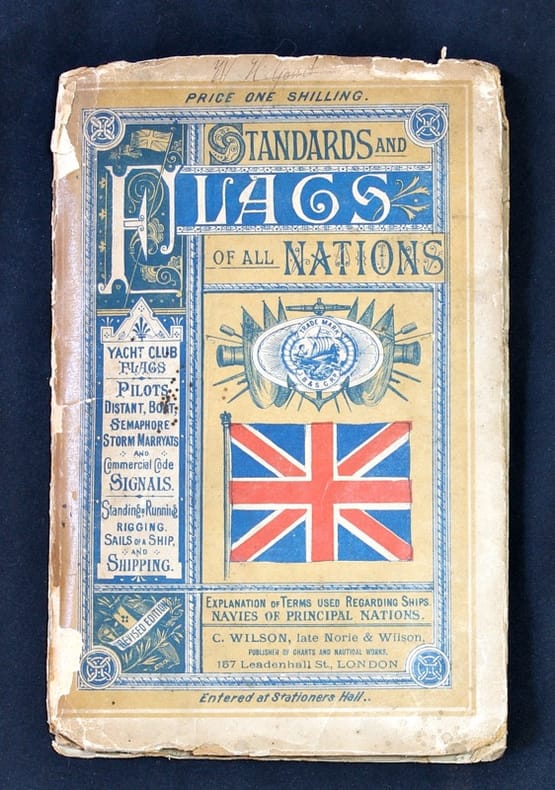 PRICE ONE SHILLING.
STANDARDS AND
FLAGS
OF ALL NATIONS
TRADE MARK
YACHT CLUB
FLAGS
PILOTS,
DISTANT, BOAT,
SEMAPHORE
STORM MARRYATS
AND
Commercial Code
SIGNALS.
Standing & Running
RIGGING.
SAILS OF A SHIP,
AND
SHIPPING.
REVISED EDITION
EXPLANATION OF TERMS USED REGARDING SHIPS
NAVIES OF PRINCIPAL NATIONS.
C. WILSON, late Norie & Wilson,
PUBLISHER OF CHARTS AND NAUTICAL WORKS,
157 Leadenhall St., LONDON
Entered at Stationers Hall..